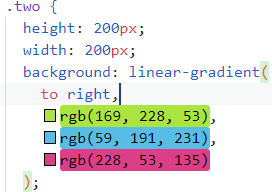 .two {
height: 200px;
width: 200px;
background: linear-gradient(
to right,
rgb(169, 228, 53),
rgb(59, 191, 231),
rgb(228, 53, 135)
);